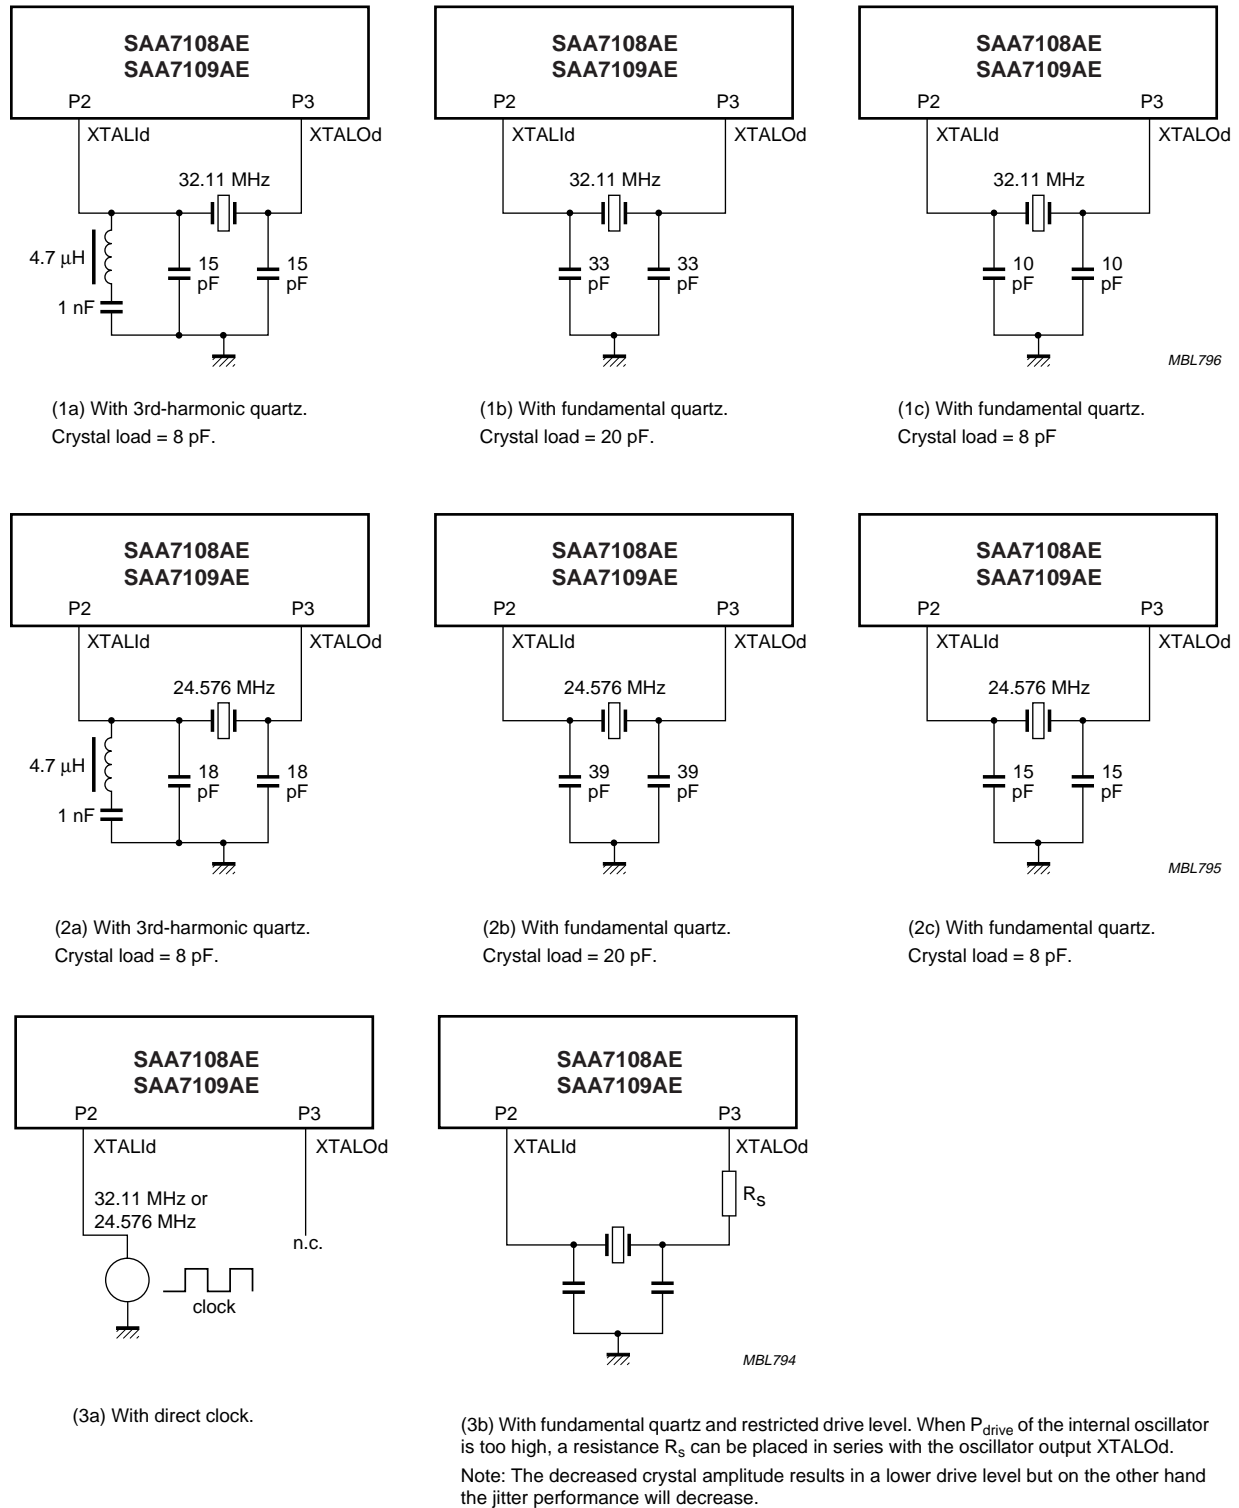 SAA7108AE
SAA7109AE
P2
P3
XTALId
XTALOd
32.11 MHz
4.7 μH
15
pF
15
pF
1 nF
(1a) With 3rd-harmonic quartz.
Crystal load = 8 pF.
SAA7108AE
SAA7109AE
P2
P3
XTALId
XTALOd
32.11 MHz
33
pF
33
pF
(1b) With fundamental quartz.
Crystal load = 20 pF.
SAA7108AE
SAA7109AE
P2
P3
XTALId
XTALOd
32.11 MHz
10
pF
10
pF
MBL796
(1c) With fundamental quartz.
Crystal load = 8 pF
SAA7108AE
SAA7109AE
P2
P3
XTALId
XTALOd
24.576 MHz
4.7 μH
18
pF
18
pF
1 nF
(2a) With 3rd-harmonic quartz.
Crystal load = 8 pF.
SAA7108AE
SAA7109AE
P2
P3
XTALId
XTALOd
24.576 MHz
39
pF
39
pF
(2b) With fundamental quartz.
Crystal load = 20 pF.
SAA7108AE
SAA7109AE
P2
P3
XTALId
XTALOd
24.576 MHz
15
pF
15
pF
MBL795
(2c) With fundamental quartz.
Crystal load = 8 pF.
SAA7108AE
SAA7109AE
P2
P3
XTALId
XTALOd
32.11 MHz or
24.576 MHz
n.c.
clock
(3a) With direct clock.
SAA7108AE
SAA7109AE
P2
P3
XTALId
XTALOd
Rs
MBL794
(3b) With fundamental quartz and restricted drive level. When Pdrive of the internal oscillator
is too high, a resistance Rs can be placed in series with the oscillator output XTALOd.
Note: The decreased crystal amplitude results in a lower drive level but on the other hand
the jitter performance will decrease.